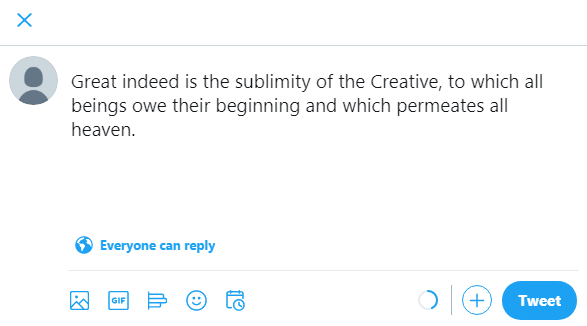 Great indeed is the sublimity of the Creative, to which all
beings owe their beginning and which permeates all
heaven.
Everyone can reply
GIF
Tweet